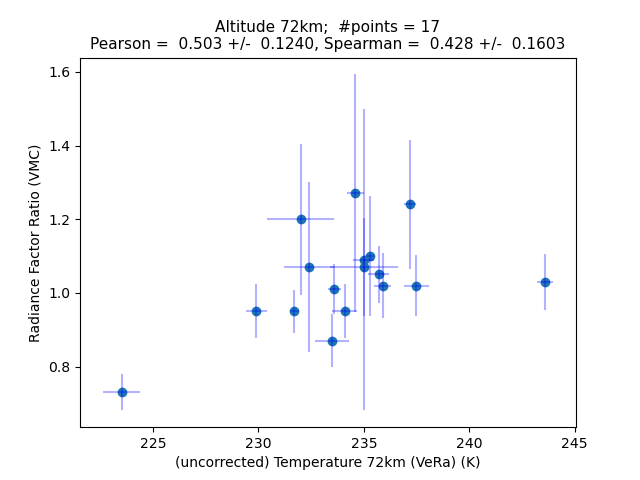 Altitude 72km;  #points = 17
Pearson =  0.503 +/-  0.1240, Spearman =  0.428 +/-  0.1603
1.6
1.4
1.2
1.0
0.8
Radiance Factor Ratio (VMC)
225
230
235
240
245
(uncorrected) Temperature 72km (VeRa) (K)